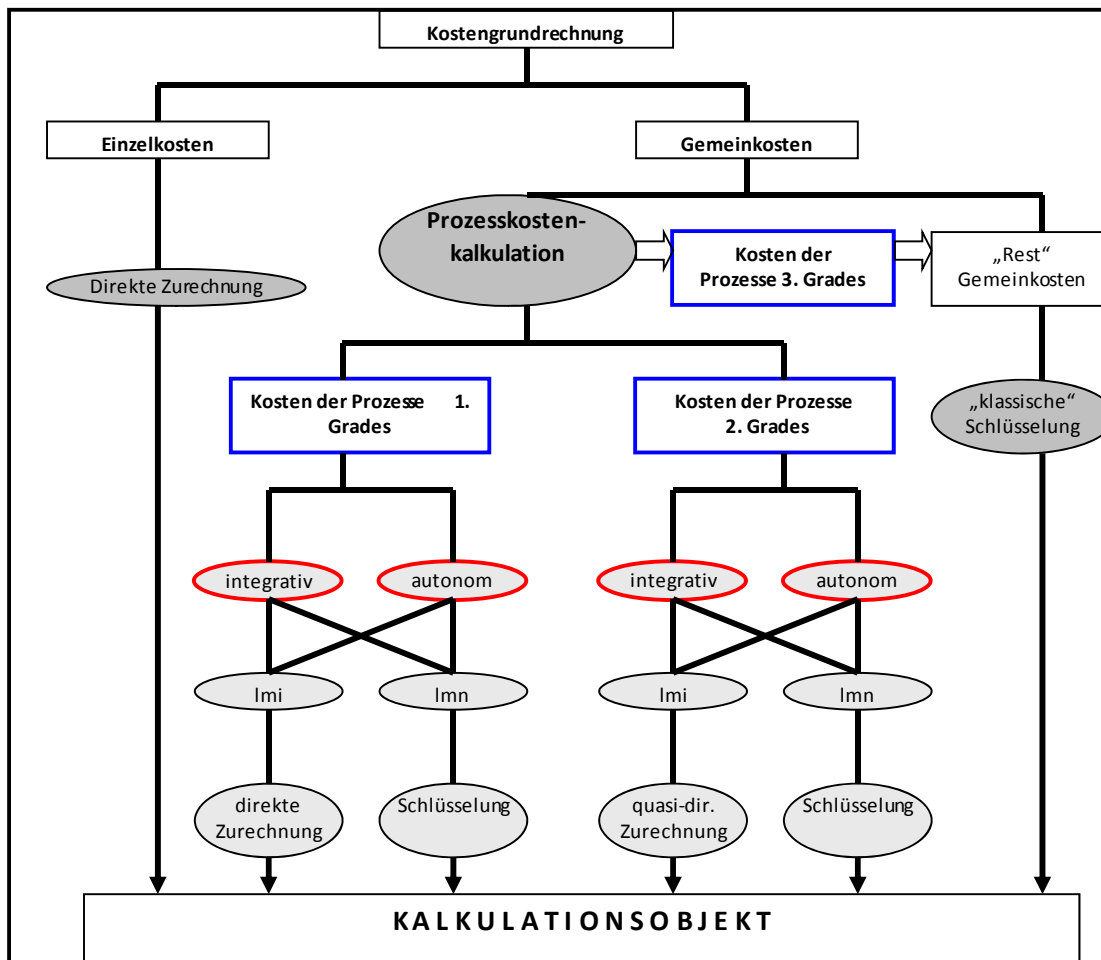 Kostengrundrechnung
Einzelkosten
Gemeinkosten
Prozesskosten-
kalkulation
Kosten der
Prozesse 3. Grades
„Rest“
Gemeinkosten
Direkte Zurechnung
Kosten der Prozesse 1.
Grades
Kosten der Prozesse
2. Grades
„klassische“
Schlüsselung
integrativ
autonom
integrativ
autonom
lmi
lmn
lmi
lmn
direkte
Zurechnung
Schlüsselung
quasi-dir.
Zurechnung
Schlüsselung
KALKULATIONSOBJEKT